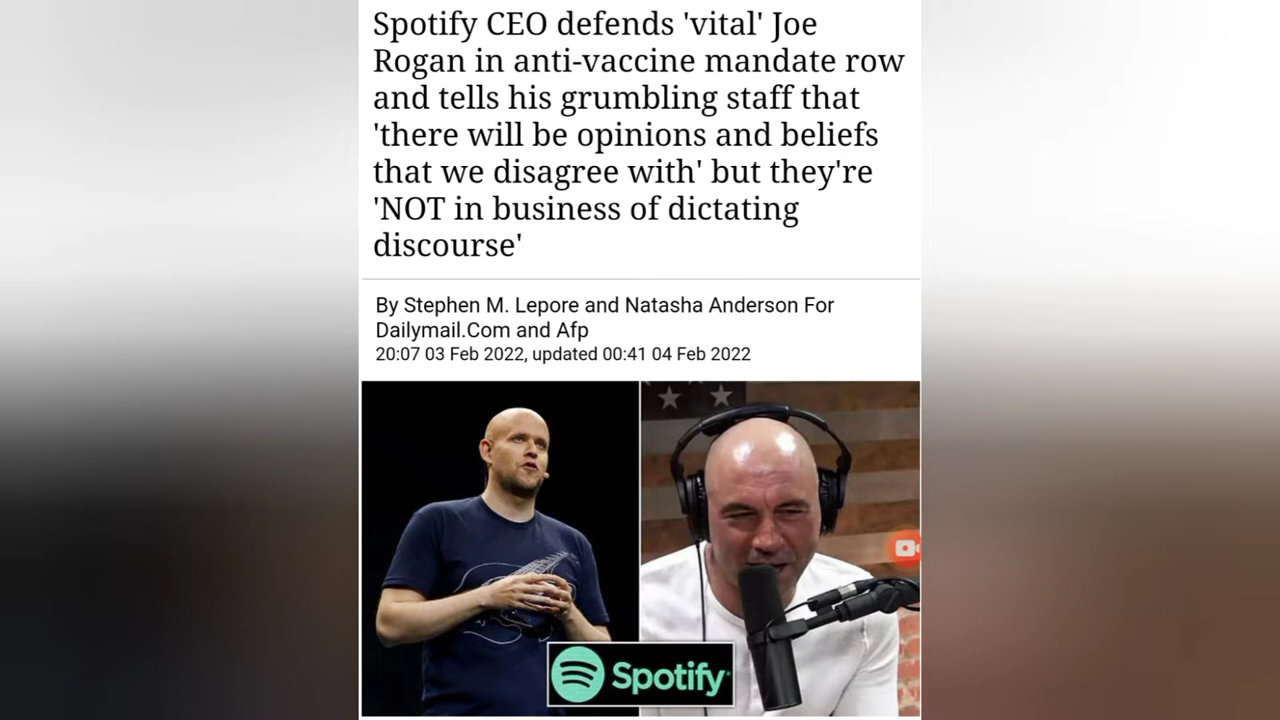 Spotify CEO defends 'vital' Joe
Rogan in anti-vaccine mandate row
and tells his grumbling staff that
'there will be opinions and beliefs
that we disagree with' but they're
'NOT in business of dictating
discourse'
By Stephen M. Lepore and Natasha Anderson For
Dailymail.Com and Afp
20:07 03 Feb 2022, updated 00:41 04 Feb 2022
Spotify